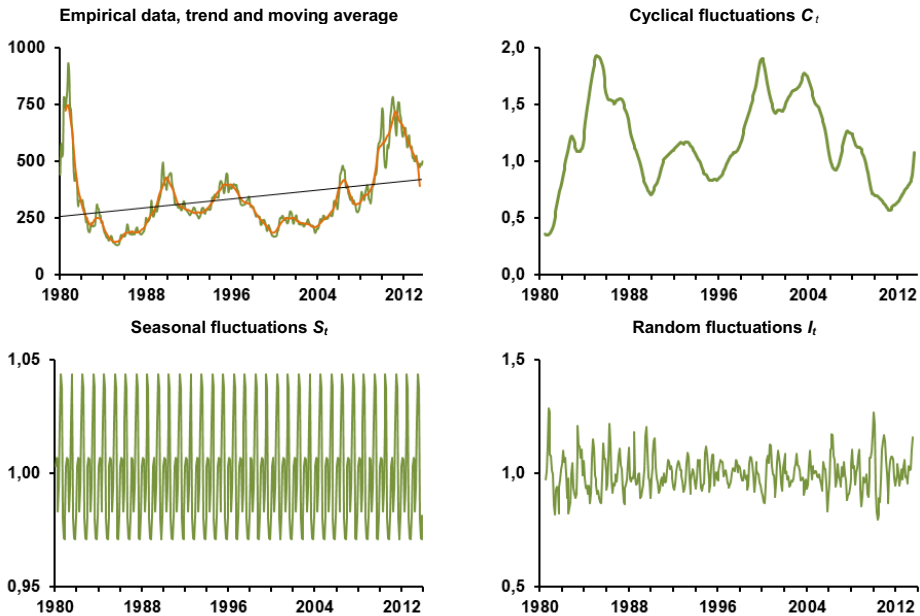 Empirical data, trend and moving average
1000
750
500
250
0
1980 1988 1996 2004 2012
Cyclical fluctuations C t
2,0
1,5
1,0
0,5
0,0
1980 1988 1996 2004 2012
Seasonal fluctuations St
1,05
1,00
0,95
1980 1988 1996 2004 2012
Random fluctuations It
1,5
1,0
0,5
1980 1988 1996 2004 2012